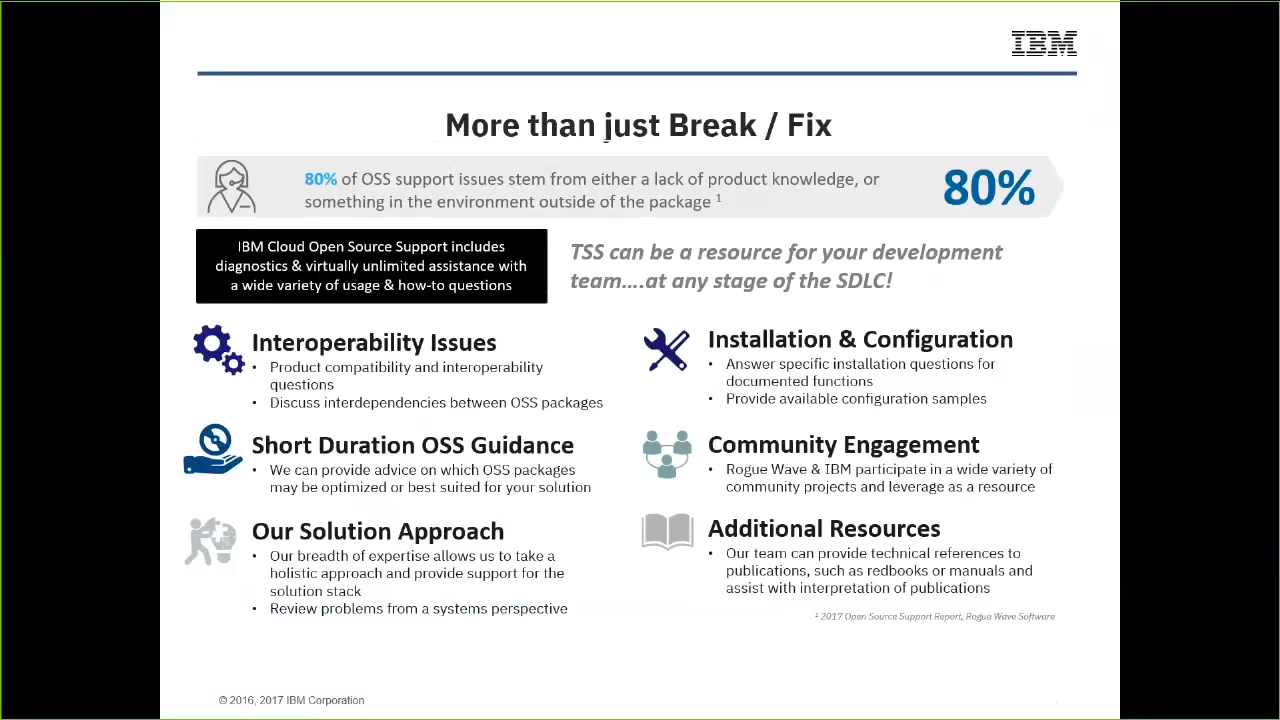 IBM
More than just Break / Fix
80% of OSS support issues stem from either a lack of product knowledge, or
something in the environment outside of the package ¹
80%
IBM Cloud Open Source Support includes
diagnostics & virtually unlimited assistance with
a wide variety of usage & how-to questions
TSS can be a resource for your development
team....at any stage of the SDLC!
Interoperability Issues
• Product compatibility and interoperability
questions
• Discuss interdependencies between OSS packages
Short Duration OSS Guidance
• We can provide advice on which OSS packages
may be optimized or best suited for your solution
Our Solution Approach
• Our breadth of expertise allows us to take a
holistic approach and provide support for the
solution stack
• Review problems from a systems perspective
Installation & Configuration
• Answer specific installation questions for
documented functions
• Provide available configuration samples
Community Engagement
• Rogue Wave & IBM participate in a wide variety of
community projects and leverage as a resource
Additional Resources
• Our team can provide technical references to
publications, such as redbooks or manuals and
assist with interpretation of publications
¹ 2017 Open Source Support Report, Rogue Wave Software
© 2016, 2017 IBM Corporation